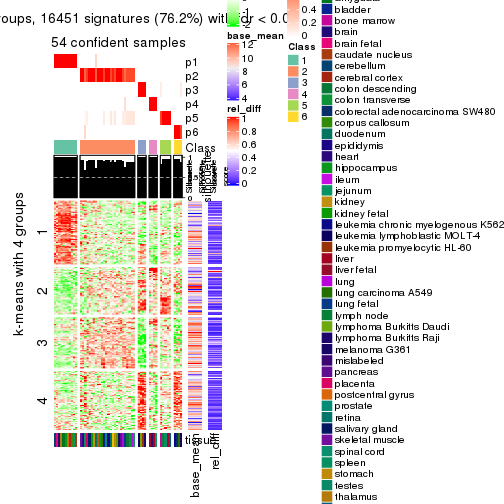 oups, 16451 signatures (76.2%) with fdr < 0.0
54 confident samples
p1
p2
p3
p4
p5
p6
Class
1
0
silhouette
k-means with 4 groups
1
2
3
4
tissue
base_mean
rel_diff
-2
base_mean
12
10
8
6
4
rel_diff
1
0.8
0.6
0.4
0.2
0
0.4
0.2
0
Class
1
2
3
4
5
6
bladder
bone marrow
brain
brain fetal
caudate nucleus
cerebellum
cerebral cortex
colon descending
colon transverse
colorectal adenocarcinoma SW480
corpus callosum
duodenum
epididymis
heart
hippocampus
ileum
jejunum
kidney
kidney fetal
leukemia chronic myelogenous K562
leukemia lymphoblastic MOLT-4
leukemia promyelocytic HL-60
liver
liver fetal
lung
lung carcinoma A549
lung fetal
lymph node
lymphoma Burkitts Daudi
lymphoma Burkitts Raji
melanoma G361
mislabeled
pancreas
placenta
postcentral gyrus
prostate
retina
salivary gland
skeletal muscle
spinal cord
spleen
stomach
testes
thalamus